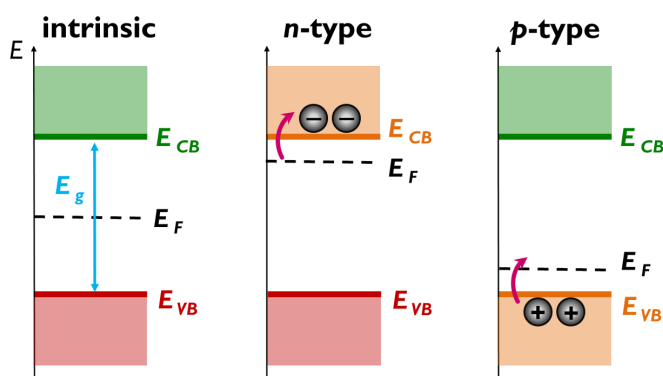 intrinsic
n-type
p-type
E
E CB
E g
E F
E VB
− −
E CB
E F
E VB
E CB
E F
E VB
+ +